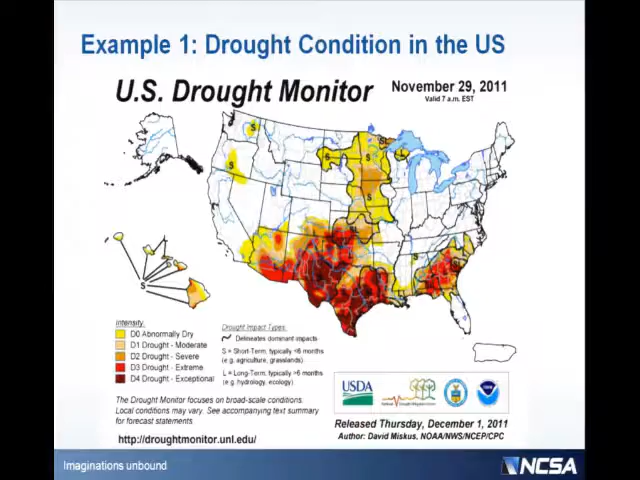 Example 1: Drought Condition in the US
U.S. Drought Monitor
November 29, 2011
Valid 7 a.m. EST
S
S
S
S
S
S
S
Intensity:
D0 Abnormally Dry
D1 Drought - Moderate
D2 Drought - Severe
D3 Drought - Extreme
D4 Drought - Exceptional
Drought Impact Types:
Delineates dominant impacts
S = Short-Term, typically <6 months
(e.g. agriculture, grasslands)
L = Long-Term, typically >6 months
(e.g. hydrology, ecology)
The Drought Monitor focuses on broad-scale conditions.
Local conditions may vary. See accompanying text summary
for forecast statements
http://droughtmonitor.unl.edu/
USDA
Released Thursday, December 1, 2011
Author: David Miskus, NOAA/NWS/NCEP/CPC
Imaginations unbound
NCSA